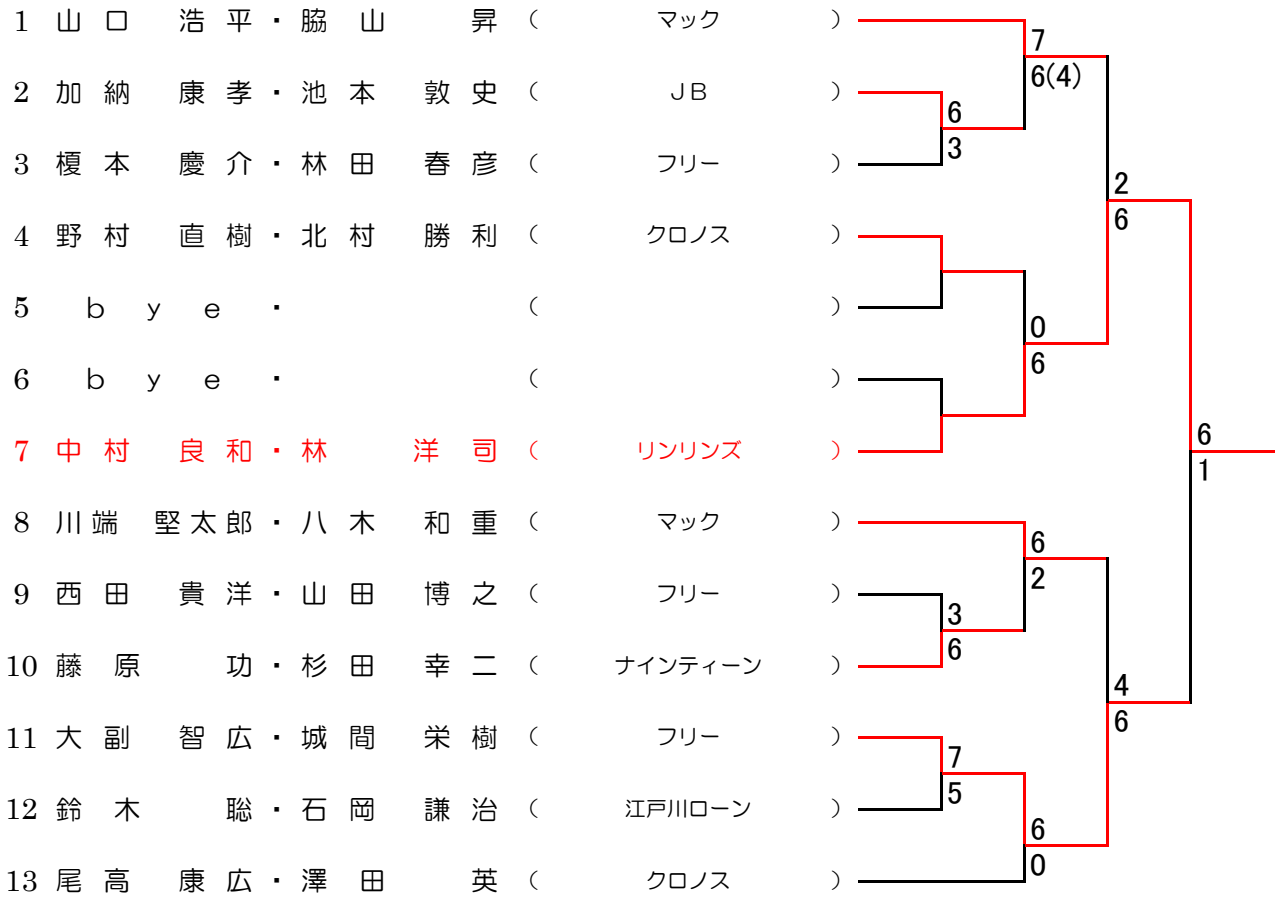 1 山口 浩平・脇山 昇 ( マック )
7
6(4)
2 加納 康孝・池本 敦史 ( JB )
6
3
3 榎本 慶介・林田 春彦 ( フリー )
2
6
4 野村 直樹・北村 勝利 ( クロノス )
5 bye・ ( )
0
6
6 bye・ ( )
7 中村 良和・林 洋司 ( リンリンズ )
6
1
8 川端 堅太郎・八木 和重 ( マック )
6
2
9 西田 貴洋・山田 博之 ( フリー )
3
6
10 藤原 功・杉田 幸二 ( ナインティーン )
4
6
11 大副 智広・城間 栄樹 ( フリー )
7
5
12 鈴木 聡・石岡 謙治 ( 江戸川ローン )
6
0
13 尾高 康広・澤田 英 ( クロノス )